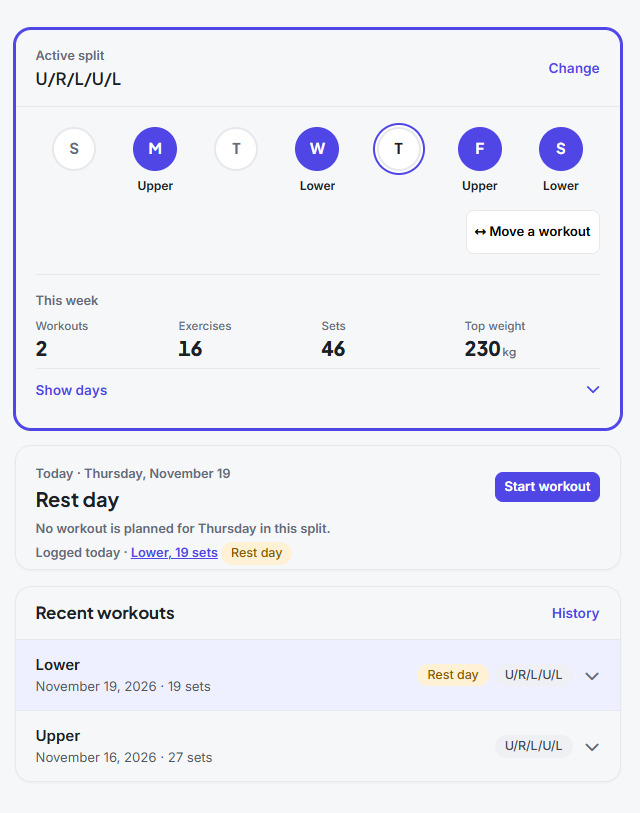 Active split
U/R/L/U/L
Change
S M T W T F S
Upper Lower Upper Lower
↔ Move a workout
This week
Workouts Exercises Sets Top weight
2 16 46 230 kg
Show days
Today · Thursday, November 19
Rest day
Start workout
No workout is planned for Thursday in this split.
Logged today · Lower, 19 sets Rest day
Recent workouts
History
Lower
November 19, 2026 · 19 sets
Rest day U/R/L/U/L
Upper
November 16, 2026 · 27 sets
U/R/L/U/L